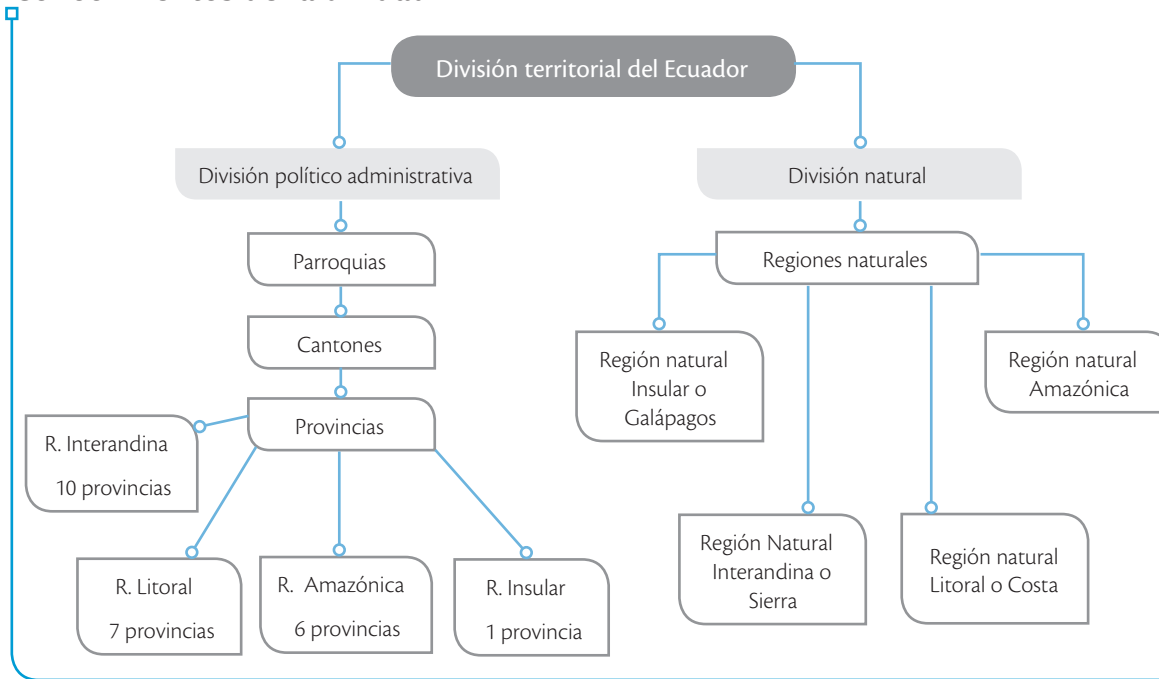 División territorial del Ecuador
División político administrativa
División natural
Parroquias
Cantones
Provincias
R. Interandina
10 provincias
R. Litoral
7 provincias
R. Amazónica
6 provincias
R. Insular
1 provincia
Regiones naturales
Región natural
Insular o
Galápagos
Región Natural
Interandina o
Sierra
Región natural
Litoral o Costa
Región natural
Amazónica